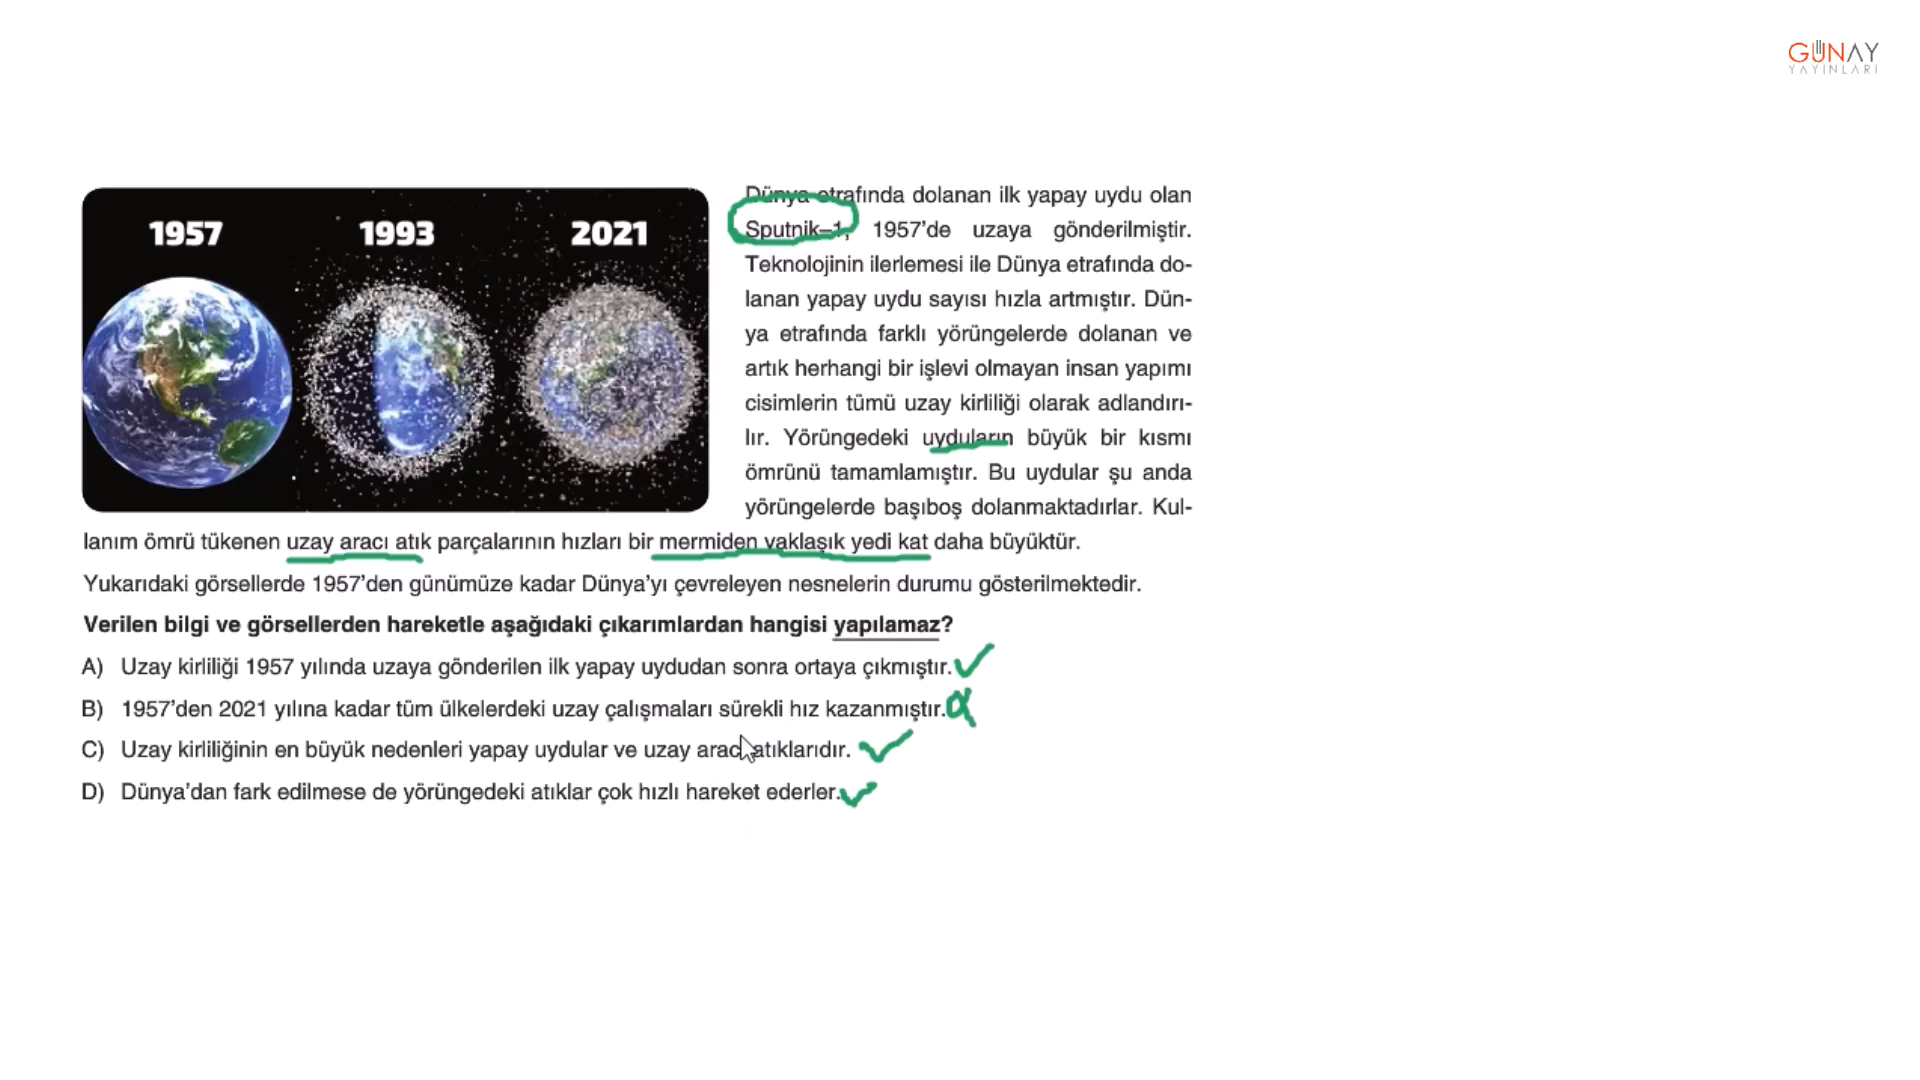 GÜNAY
YAYINLARI
1957 1993 2021
Dünya etrafında dolanan ilk yapay uydu olan
Sputnik–1, 1957’de uzaya gönderilmiştir.
Teknolojinin ilerlemesi ile Dünya etrafında do-
lanan yapay uydu sayısı hızla artmıştır. Dün-
ya etrafında farklı yörüngelerde dolanan ve
artık herhangi bir işlevi olmayan insan yapımı
cisimlerin tümü uzay kirliliği olarak adlandırı-
lır. Yörüngedeki uyduların büyük bir kısmı
ömrünü tamamlamıştır. Bu uydular şu anda
yörüngelerde başıboş dolanmaktadırlar. Kul-
lanım ömrü tükenen uzay aracı atık parçalarının hızları bir mermiden yaklaşık yedi kat daha büyüktür.
Yukarıdaki görsellerde 1957’den günümüze kadar Dünya’yı çevreleyen nesnelerin durumu gösterilmektedir.
Verilen bilgi ve görsellerden hareketle aşağıdaki çıkarımlardan hangisi yapılamaz?
A) Uzay kirliliği 1957 yılında uzaya gönderilen ilk yapay uydudan sonra ortaya çıkmıştır.
B) 1957’den 2021 yılına kadar tüm ülkelerdeki uzay çalışmaları sürekli hız kazanmıştır.
C) Uzay kirliliğinin en büyük nedenleri yapay uydular ve uzay aracı atıklarıdır.
D) Dünya’dan fark edilmese de yörüngedeki atıklar çok hızlı hareket ederler.